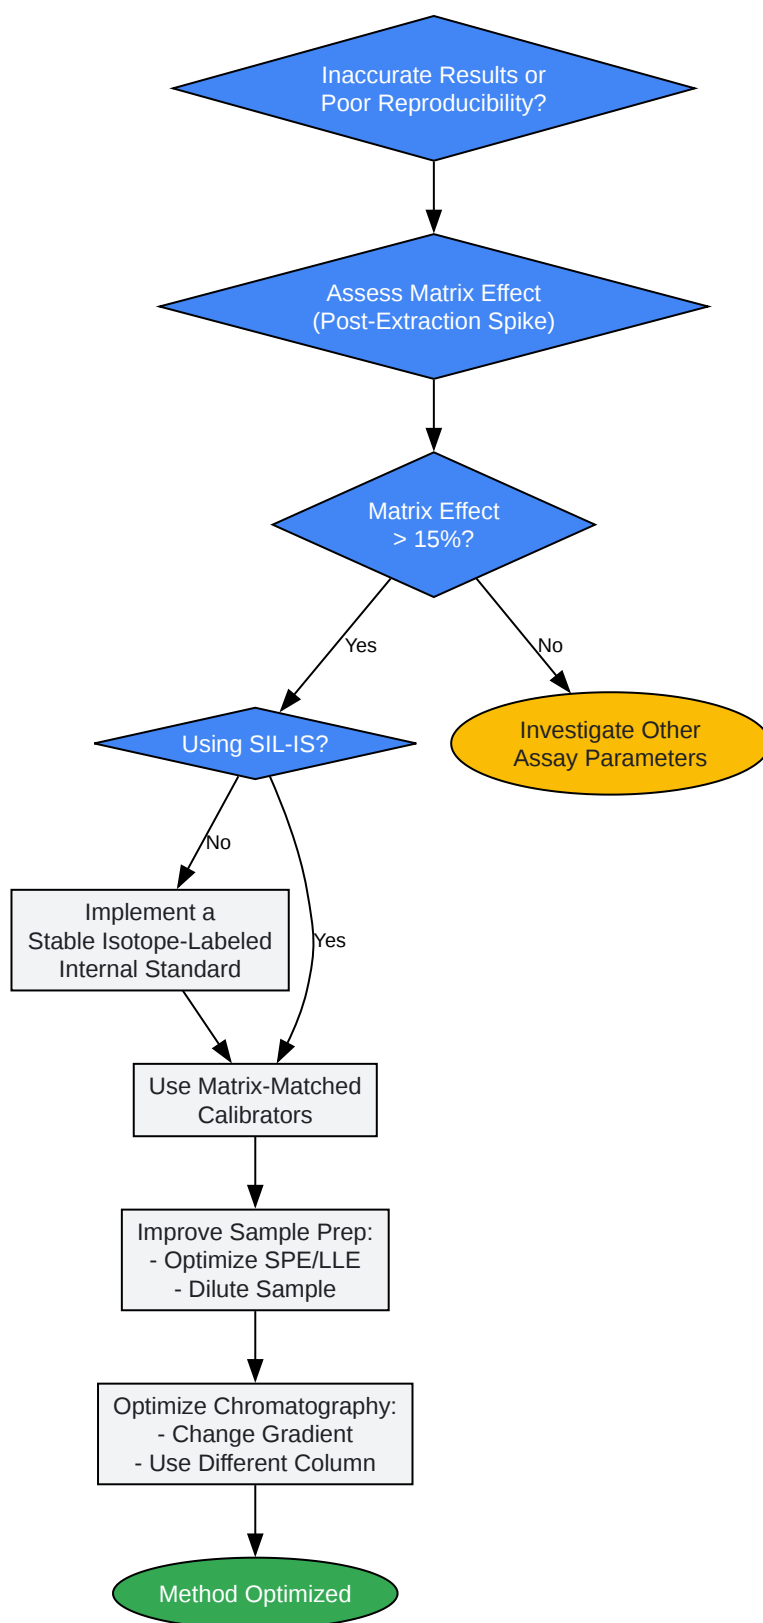 Inaccurate Results or
Poor Reproducibility?
Assess Matrix Effect
(Post-Extraction Spike)
Matrix Effect
> 15%?
Yes
No
Using SIL-IS?
Investigate Other
Assay Parameters
No
Implement a
Stable Isotope-Labeled
Internal Standard
Yes
Use Matrix-Matched
Calibrators
Improve Sample Prep:
- Optimize SPE/LLE
- Dilute Sample
Optimize Chromatography:
- Change Gradient
- Use Different Column
Method Optimized